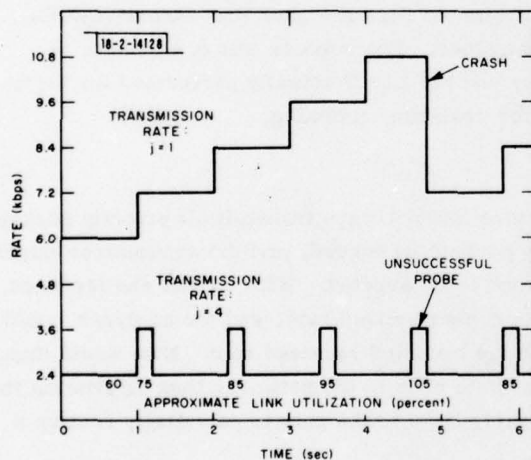 18-2-14128
10.8
CRASH
9.6
TRANSMISSION
RATE:
j = 1
8.4
RATE (kbps)
7.2
6.0
TRANSMISSION
RATE:
j = 4
UNSUCCESSFUL
PROBE
3.6
2.4
60 75 85 95 105 85
APPROXIMATE LINK UTILIZATION (percent)
0 1 2 3 4 5 6
TIME (sec)